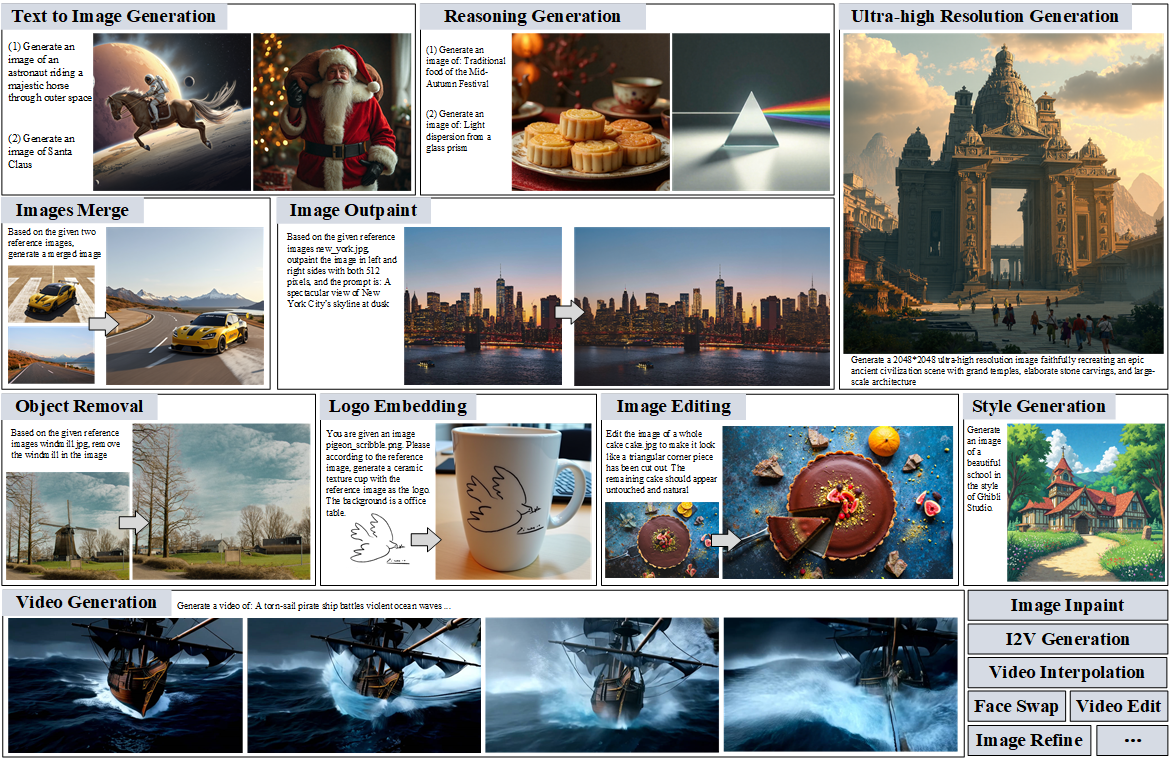 Text to Image Generation
(1) Generate an
image of an
astronaut riding a
majestic horse
through outer space
(2) Generate an
image of Santa
Claus
Reasoning Generation
(1) Generate an
image of: Traditional
food of the Mid-
Autumn Festival
(2) Generate an
image of: Light
dispersion from a
glass prism
Ultra-high Resolution Generation
Generate a 2048*2048 ultra-high resolution image faithfully recreating an epic
ancient civilization scene with grand temples, elaborate stone carvings, and large-
scale architecture
Images Merge
Based on the given two
reference images,
generate a merged image
Image Outpaint
Based on the given reference
images new_york.jpg,
outpaint the image in left and
right sides with both 512
pixels, and the prompt is: A
spectacular view of New
York City's skyline at dusk
Object Removal
Based on the given reference
images windmill.jpg, remove
the windmill in the image
Logo Embedding
You are given an image
pigeon_scribble.png. Please
according to the reference
image, generate a ceramic
texture cup with the
reference image as the logo.
The background is a office
table.
Image Editing
Edit the image of a whole
cake cake.jpg to make it look
like a triangular corner piece
has been cut out. The
remaining cake should appear
untouched and natural
Style Generation
Generate
an image
of a
beautiful
school in
the style
of Ghibli
Studio.
Video Generation
Generate a video of: A torn-sail pirate ship battles violent ocean waves ...
Image Inpaint
I2V Generation
Video Interpolation
Face Swap
Video Edit
Image Refine
...